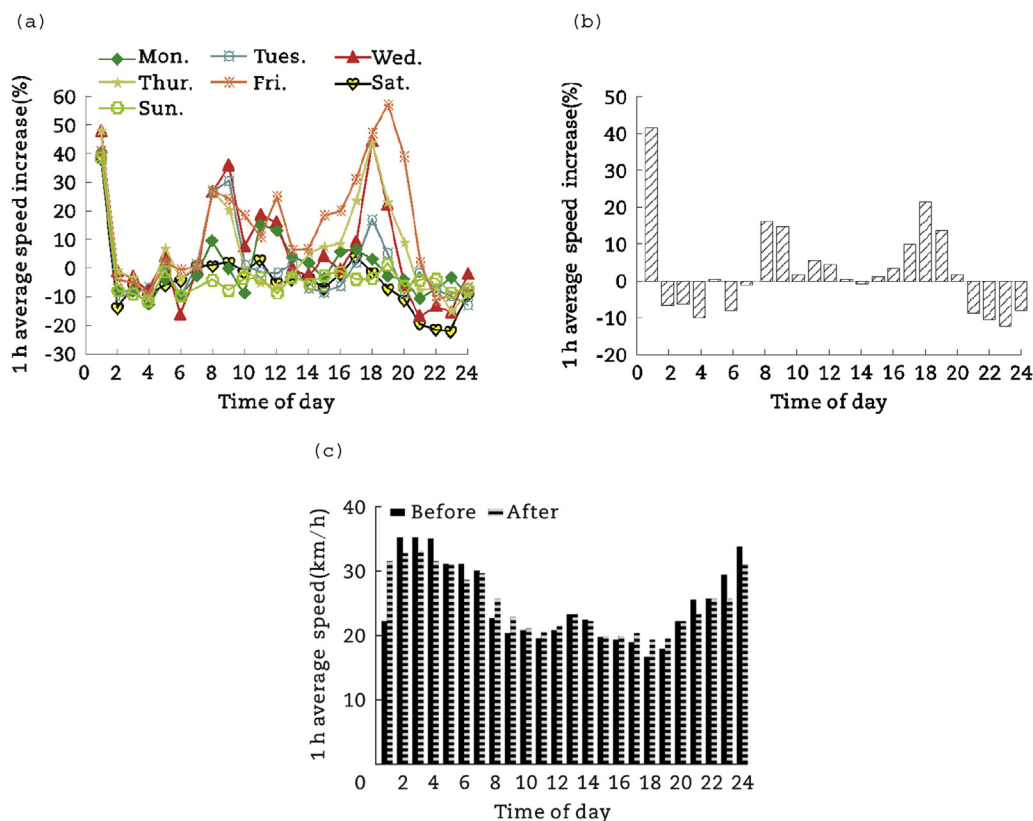 (a)
Mon. Tues. Wed.
Thur. Fri. Sat.
Sun.
1 h average speed increase(%)
60
50
40
30
20
10
0
-10
-20
-30
0 2 4 6 8 10 12 14 16 18 20 22 24
Time of day
(b)
1 h average speed increase(%)
50
40
30
20
10
0
-10
-20
0 2 4 6 8 10 12 14 16 18 20 22 24
Time of day
(c)
Before After
1 h average speed(km/h)
40
30
20
10
0 2 4 6 8 10 12 14 16 18 20 22 24
Time of day